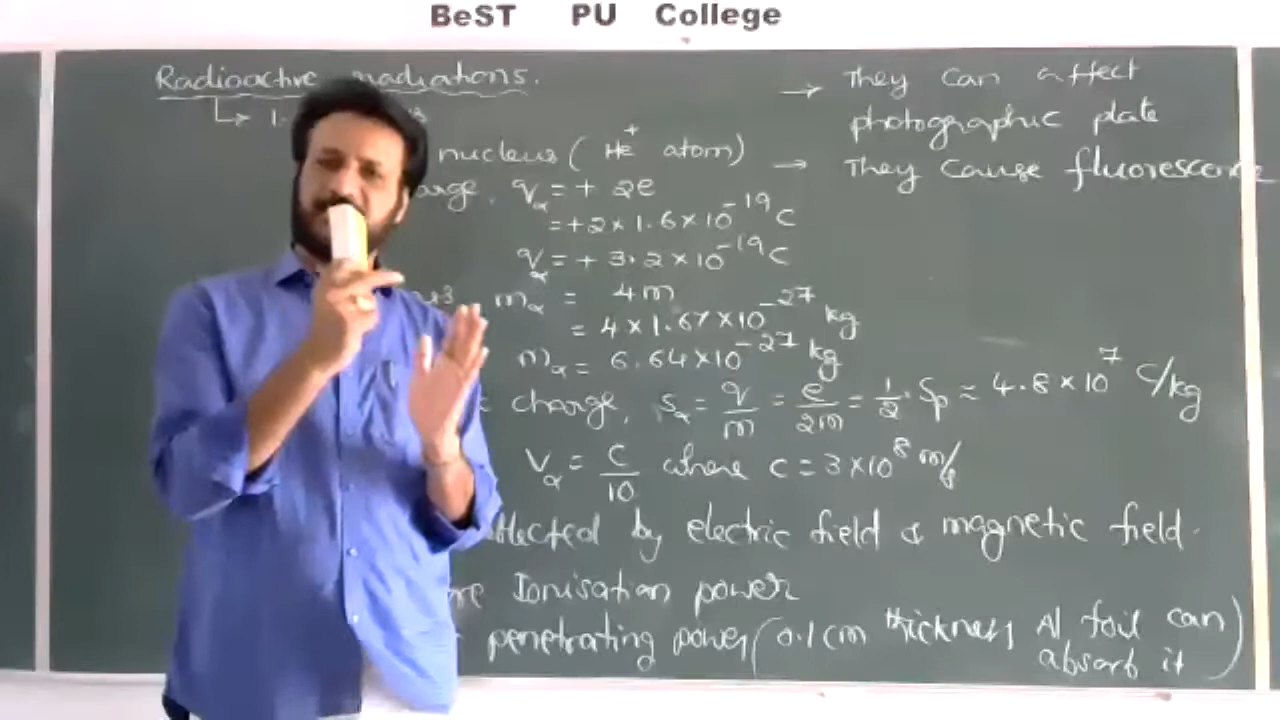 BeST PU College
Radioactive radiations.
↳ 1.
nucleus ( He⁺ atom)
q_α = + 2e
= +2 × 1.6 × 10⁻¹⁹ C
q_α = + 3.2 × 10⁻¹⁹ C
m_α = 4m
= 4 × 1.67 × 10⁻²⁷ kg
m_α = 6.64 × 10⁻²⁷ kg
charge, S_α = q/m = e/2m = 1/2 . Sp ≈ 4.8 × 10⁷ C/kg
V_α = C/10 where c = 3 × 10⁸ m/s
by electric field & magnetic field.
Ionisation power
penetrating power ( 0.1 cm thickness Al foil can absorb it )
→ They can affect
photographic plate
→ They cause fluorescence